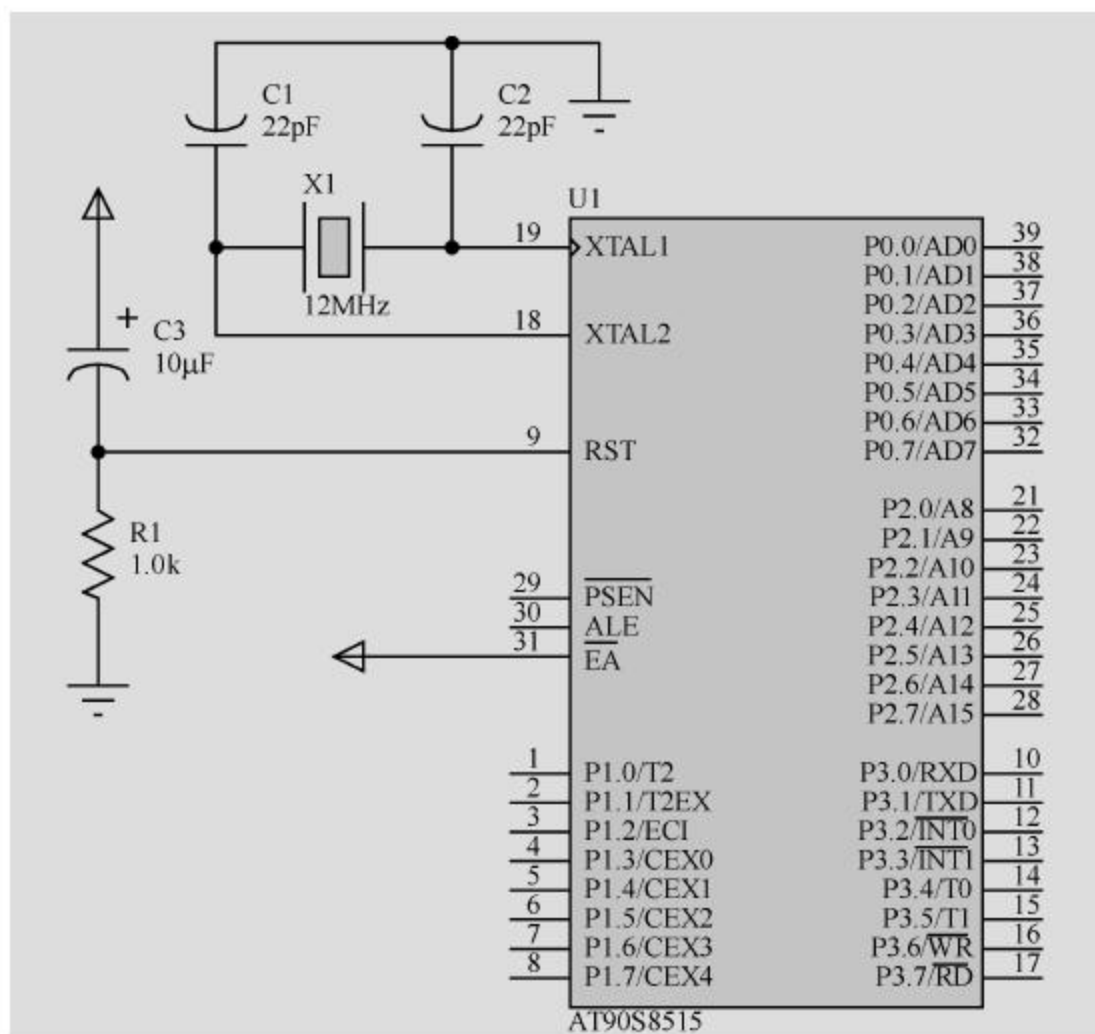 C1
22pF
C2
22pF
X1
12MHz
U1
+
C3
10μF
R1
1.0k
19 XTAL1
18 XTAL2
9 RST
29 PSEN
30 ALE
31 EA
1 P1.0/T2
2 P1.1/T2EX
3 P1.2/ECI
4 P1.3/CEX0
5 P1.4/CEX1
6 P1.5/CEX2
7 P1.6/CEX3
8 P1.7/CEX4
P0.0/AD0 39
P0.1/AD1 38
P0.2/AD2 37
P0.3/AD3 36
P0.4/AD4 35
P0.5/AD5 34
P0.6/AD6 33
P0.7/AD7 32
P2.0/A8 21
P2.1/A9 22
P2.2/A10 23
P2.3/A11 24
P2.4/A12 25
P2.5/A13 26
P2.6/A14 27
P2.7/A15 28
P3.0/RXD 10
P3.1/TXD 11
P3.2/INT0 12
P3.3/INT1 13
P3.4/T0 14
P3.5/T1 15
P3.6/WR 16
P3.7/RD 17
AT90S8515